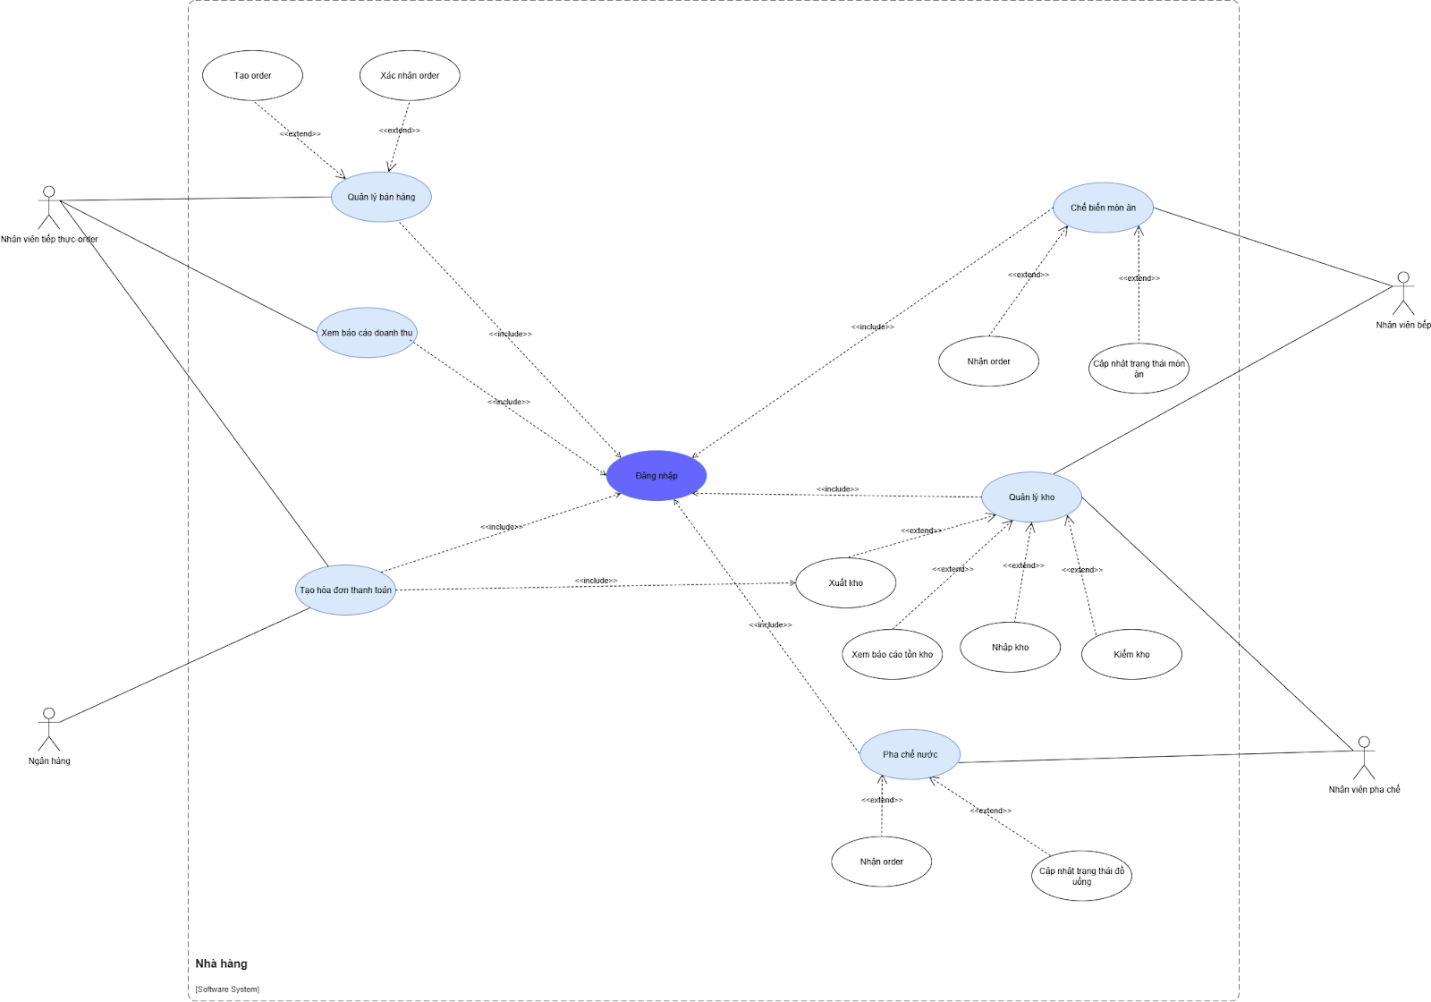 Tạo order
Xác nhận order
<<extend>>
<<extend>>
Quản lý bán hàng
Nhân viên tiếp thực-order
Chế biến món ăn
<<extend>>
<<extend>>
Nhân viên bếp
Xem báo cáo doanh thu
<<include>>
<<include>>
Nhận order
Cập nhật trạng thái món
ăn
<<include>>
Đăng nhập
<<include>>
Quản lý kho
<<include>>
<<extend>>
<<extend>>
<<extend>>
<<extend>>
Tạo hóa đơn thanh toán
<<include>>
Xuất kho
<<include>>
Xem báo cáo tồn kho
Nhập kho
Kiểm kho
Ngân hàng
Pha chế nước
Nhân viên pha chế
<<extend>>
<<extend>>
Nhận order
Cập nhật trạng thái đồ
uống
Nhà hàng
[Software System]